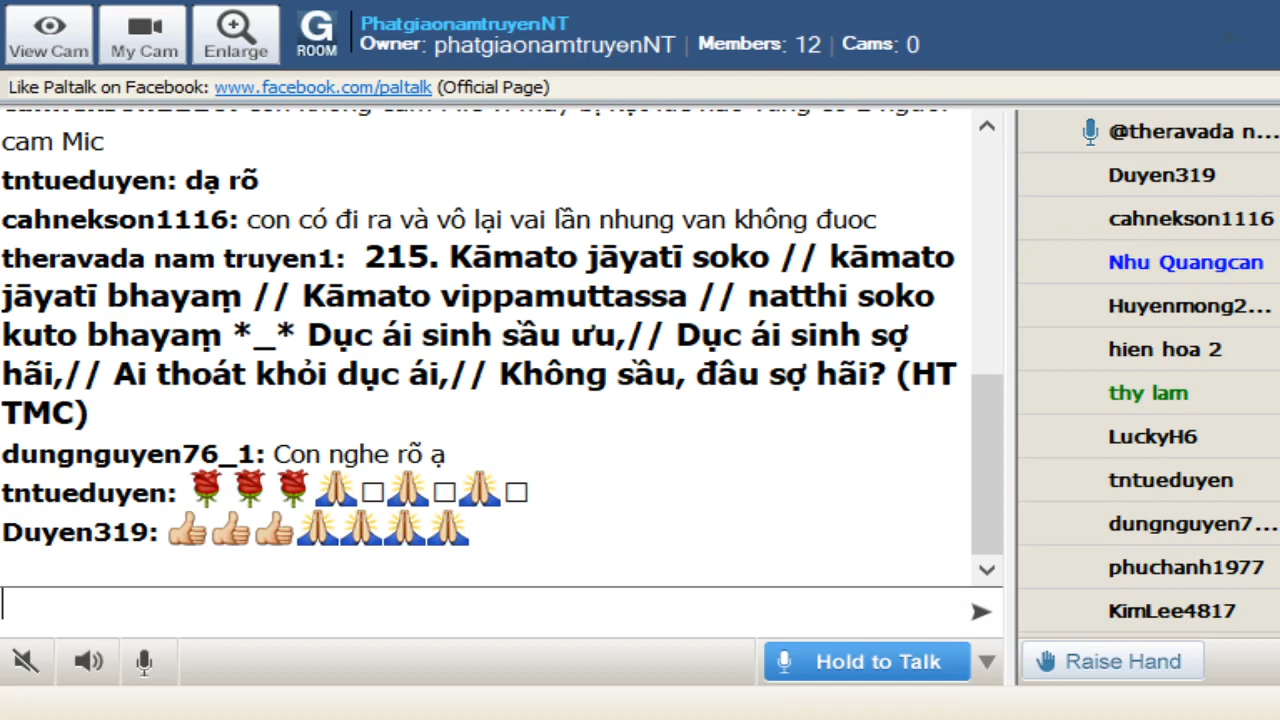 View Cam
My Cam
Enlarge
G
ROOM
PhatgiaonamtruyenNT
Owner: phatgiaonamtruyenNT | Members: 12 | Cams: 0
Like Paltalk on Facebook: www.facebook.com/paltalk (Official Page)
cam Mic
tntueduyen: dạ rõ
cahnekson1116: con có đi ra và vô lại vai lần nhung van không đuoc
theravada nam truyen1: 215. Kāmato jāyatī soko // kāmato
jāyatī bhayaṃ // Kāmato vippamuttassa // natthi soko
kuto bhayaṃ *_* Dục ái sinh sầu ưu,// Dục ái sinh sợ
hãi,// Ai thoát khỏi dục ái,// Không sầu, đâu sợ hãi? (HT
TMC)
dungnguyen76_1: Con nghe rõ ạ
tntueduyen:
Duyen319:
@theravada n...
Duyen319
cahnekson1116
Nhu Quangcan
Huyenmong2...
hien hoa 2
thy lam
LuckyH6
tntueduyen
dungnguyen7...
phuchanh1977
KimLee4817
Hold to Talk
Raise Hand